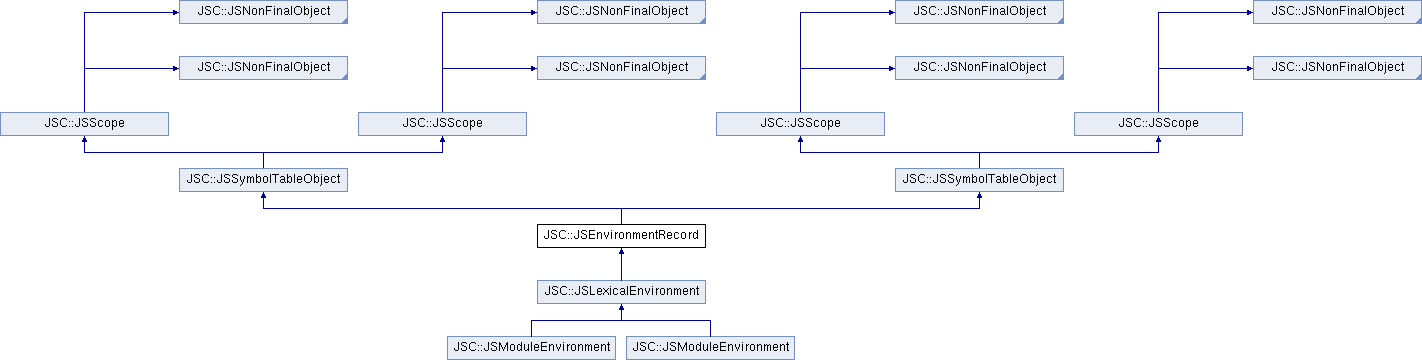 JSC::JSNonFinalObject
JSC::JSNonFinalObject
JSC::JSNonFinalObject
JSC::JSNonFinalObject
JSC::JSNonFinalObject
JSC::JSNonFinalObject
JSC::JSNonFinalObject
JSC::JSNonFinalObject
JSC::JSScope
JSC::JSScope
JSC::JSScope
JSC::JSScope
JSC::JSSymbolTableObject
JSC::JSSymbolTableObject
JSC::JSEnvironmentRecord
JSC::JSLexicalEnvironment
JSC::JSModuleEnvironment
JSC::JSModuleEnvironment